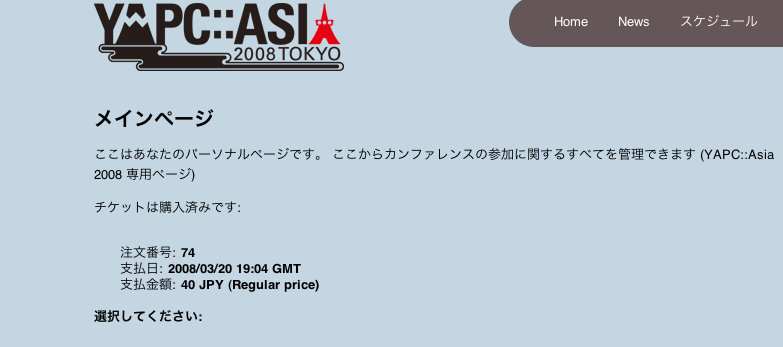 YAPC::ASIA
2008 TOKYO
Home News スケジュール
メインページ
ここはあなたのパーソナルページです。 ここからカンファレンスの参加に関するすべてを管理できます (YAPC::Asia
2008 専用ページ)
チケットは購入済みです:
注文番号: 74
支払日: 2008/03/20 19:04 GMT
支払金額: 40 JPY (Regular price)
選択してください: